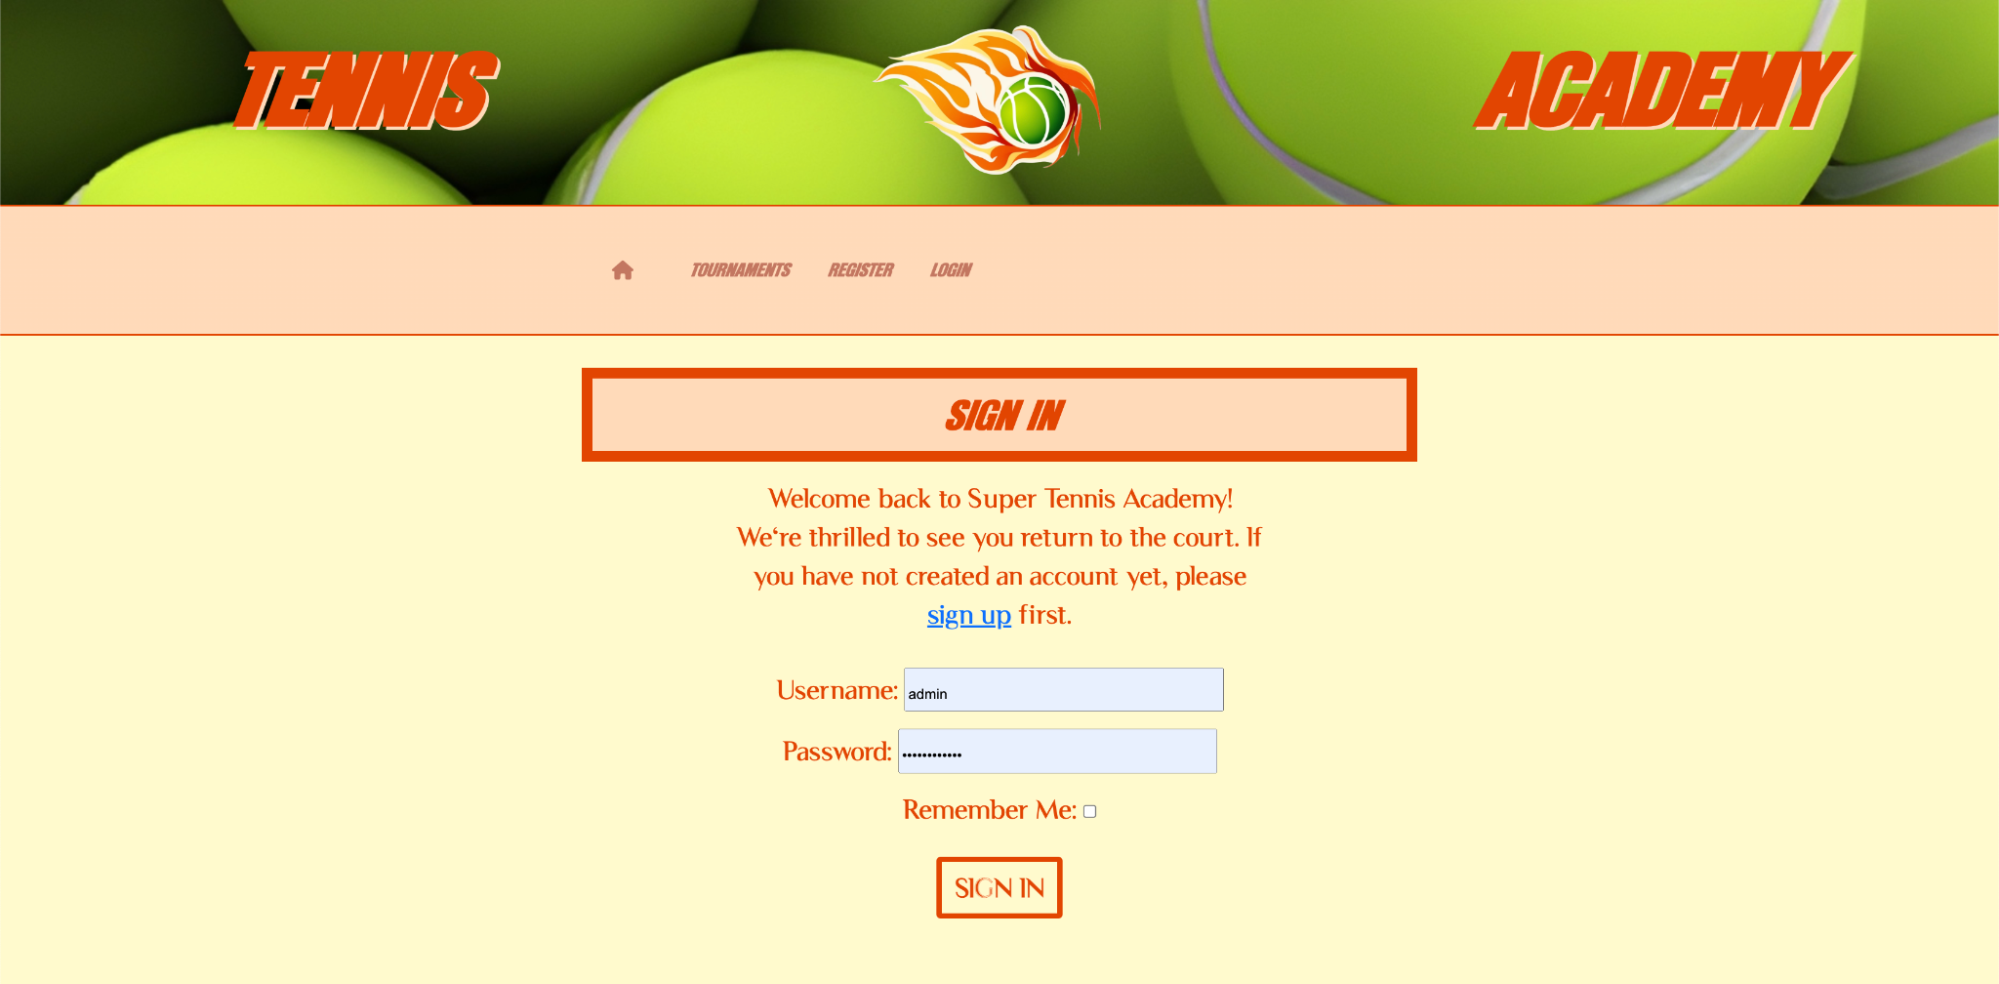 TENNIS ACADEMY
TOURNAMENTS REGISTER LOGIN
SIGN IN
Welcome back to Super Tennis Academy!
We‘re thrilled to see you return to the court. If
you have not created an account yet, please
sign up first.
Username: admin
Password: ••••••••••••
Remember Me:
SIGN IN